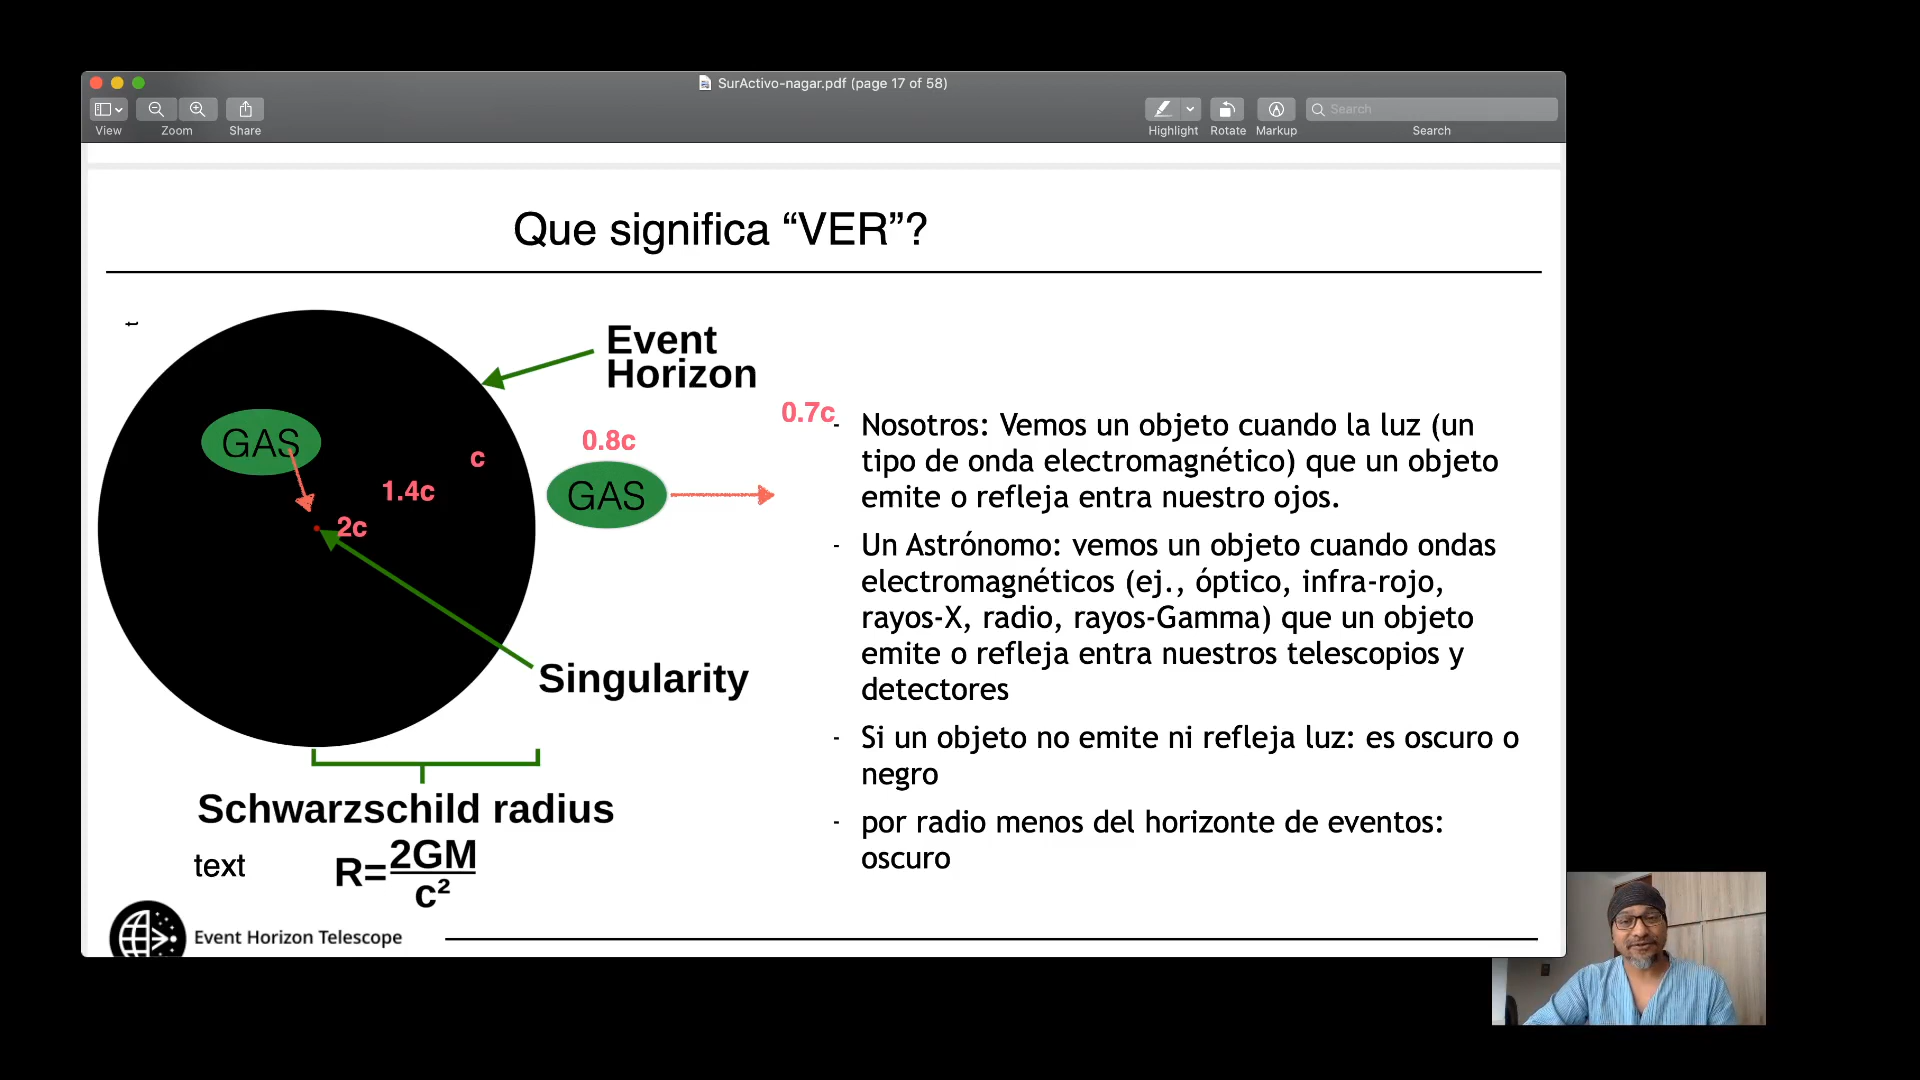 SurActivo-nagar.pdf (page 17 of 58)
View
Zoom
Share
Highlight
Rotate
Markup
Search
Search
Que significa “VER”?
t
Event
Horizon
GAS
c
1.4c
2c
0.8c
GAS
0.7c
Singularity
Schwarzschild radius
text
R=2GM/c²
- Nosotros: Vemos un objeto cuando la luz (un
tipo de onda electromagnético) que un objeto
emite o refleja entra nuestro ojos.
- Un Astrónomo: vemos un objeto cuando ondas
electromagnéticos (ej., óptico, infra-rojo,
rayos-X, radio, rayos-Gamma) que un objeto
emite o refleja entra nuestros telescopios y
detectores
- Si un objeto no emite ni refleja luz: es oscuro o
negro
- por radio menos del horizonte de eventos:
oscuro
Event Horizon Telescope